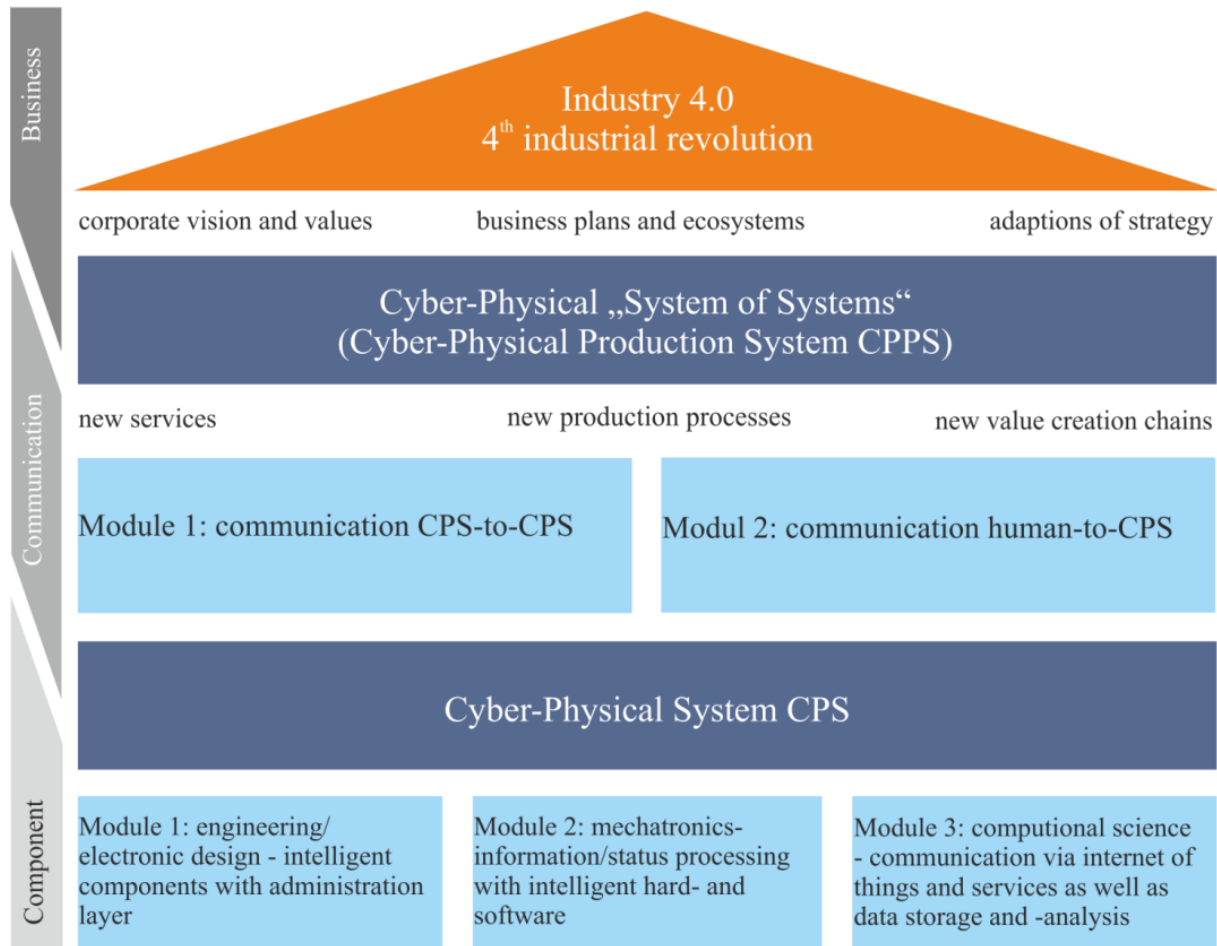 Business
Industry 4.0
4th industrial revolution
corporate vision and values
business plans and ecosystems
adaptions of strategy
Cyber-Physical „System of Systems“
(Cyber-Physical Production System CPPS)
Communication
new services
new production processes
new value creation chains
Module 1: communication CPS-to-CPS
Modul 2: communication human-to-CPS
Cyber-Physical System CPS
Component
Module 1: engineering/
electronic design - intelligent
components with administration
layer
Module 2: mechatronics-
information/status processing
with intelligent hard- and
software
Module 3: computional science
- communication via internet of
things and services as well as
data storage and -analysis